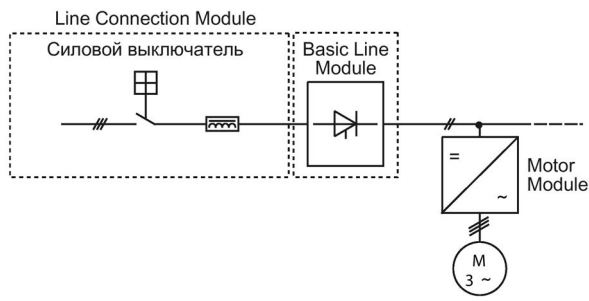 Line Connection Module
Силовой выключатель
Basic Line
Module
=
~
Motor
Module
M
3 ~